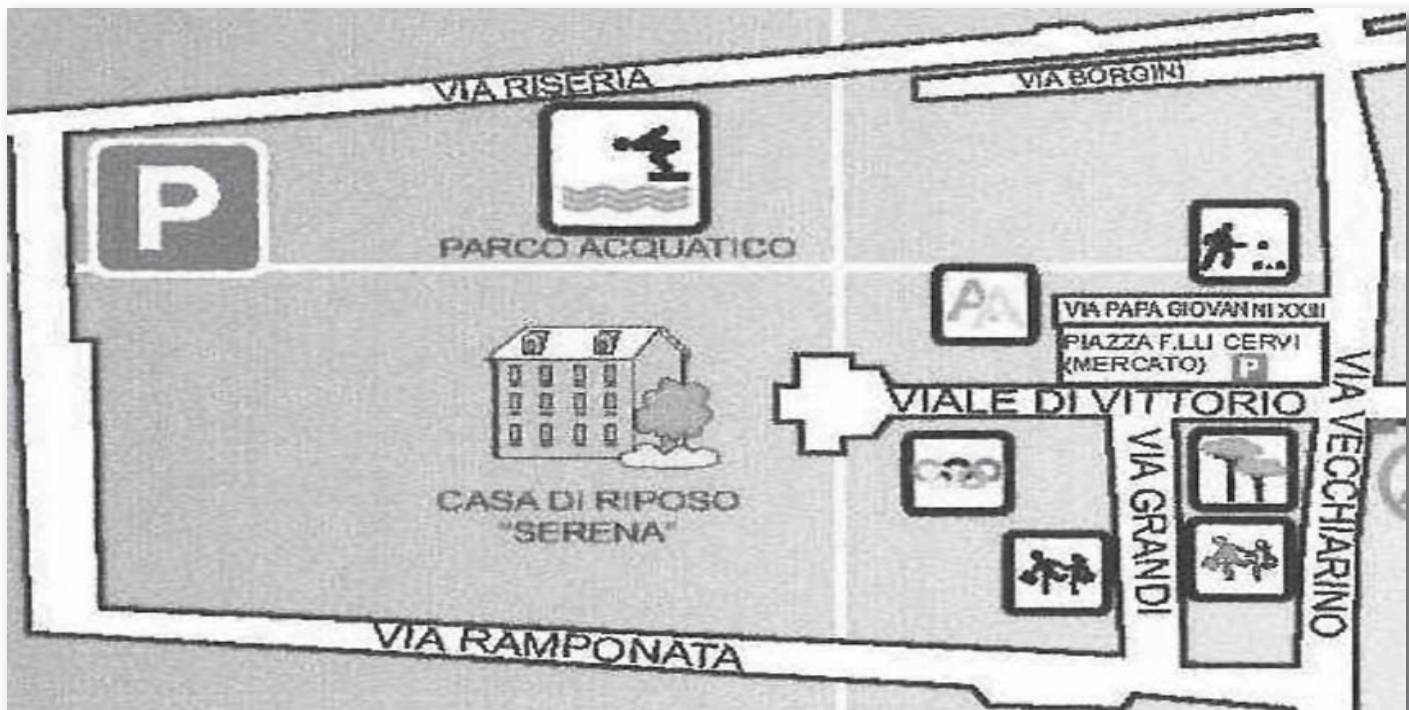 VIA RISERIA
VIA BORGINI
P
PARCO ACQUATICO
PA
VIA PAPA GIOVANNI XXIII
PIAZZA F.LLI CERVI
(MERCATO) P
VIALE DI VITTORIO
VIA GRANDI
VIA VECCHIARINO
CASA DI RIPOSO
"SERENA"
VIA RAMPONATA